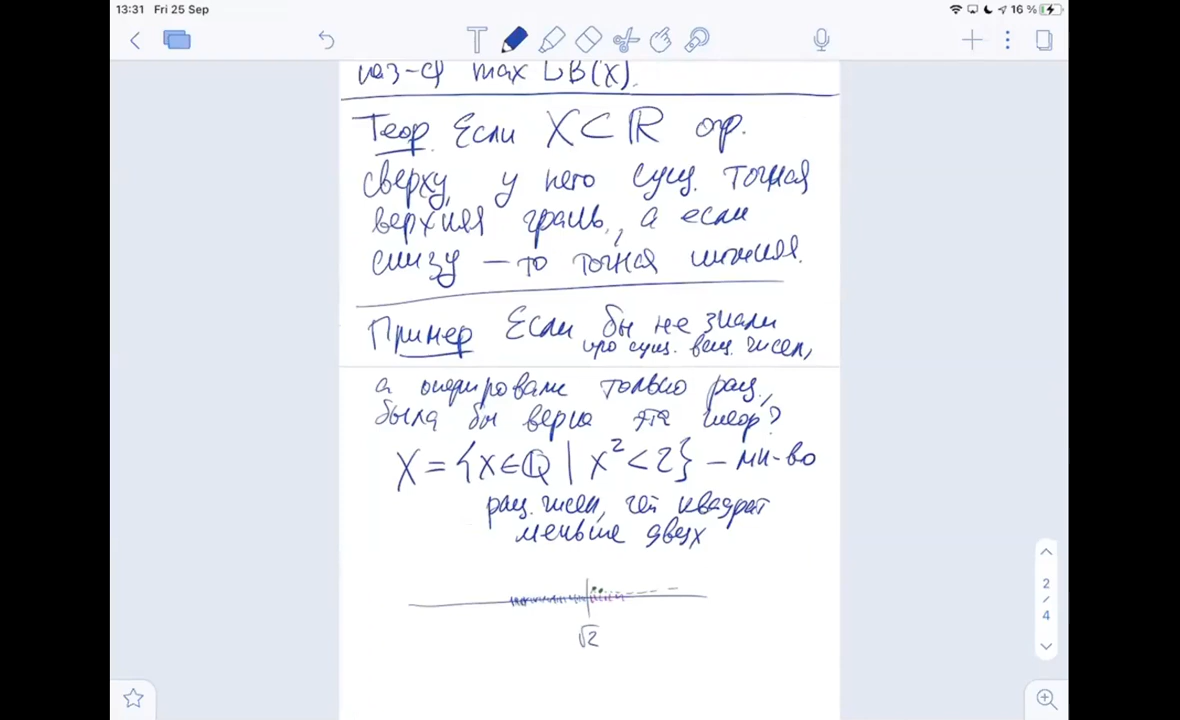 13:31 Fri 25 Sep
16 %
T
наз-ся max LB(X).
Теор. Если X⊂ℝ огр.
сверху, у него сущ. точная
верхняя грань, а если
снизу – то точная нижняя.
Пример Если бы не знали
про сущ. вещ. чисел,
а оперировали только рац.,
была бы верна эта теор?
X = {x∈ℚ | x² < 2} – мн-во
рац. чисел, чей квадрат
меньше двух
√2
2
/
4